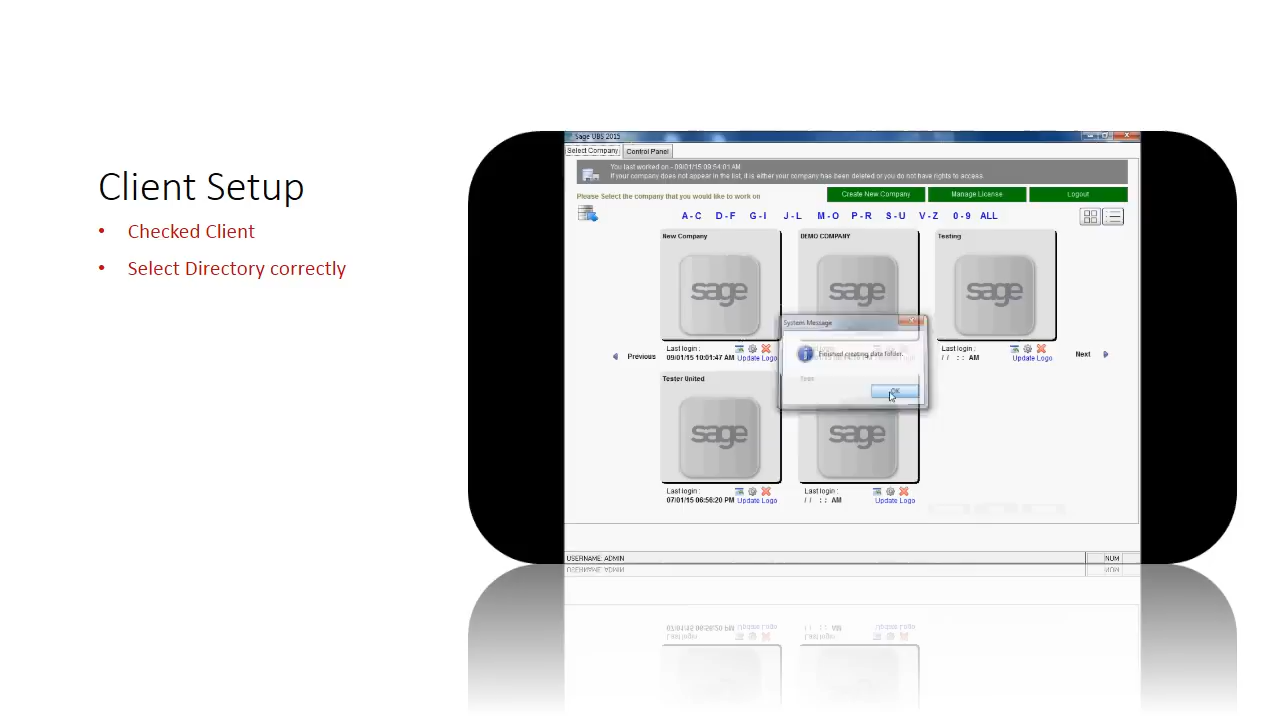 Client Setup
• Checked Client
• Select Directory correctly
Sage UBS 2015
Select Company
Control Panel
You last worked on - 09/01/15 09:54:01 AM
If your company does not appear in the list, it is either your company has been deleted or you do not have rights to access.
Please Select the company that you would like to work on
Create New Company
Manage License
Logout
A - C D - F G - I J - L M - O P - R S - U V - Z 0 - 9 ALL
New Company
DEMO COMPANY
Testing
sage
sage
sage
System Message
Finished creating data folder.
OK
Last login :
09/01/15 10:01:47 AM Update Logo
Last login :
/ / : : AM Update Logo
Previous
Next
Tester United
sage
sage
Last login :
07/01/15 06:56:20 PM Update Logo
Last login :
/ / : : AM Update Logo
USERNAME: ADMIN
NUM